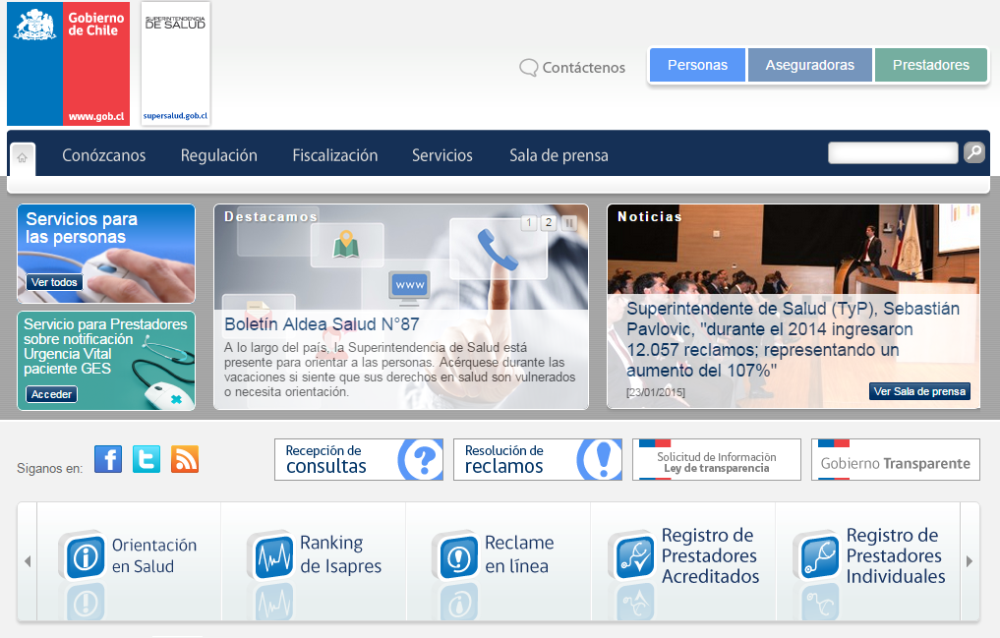 Gobierno
de Chile
www.gob.cl
SUPERINTENDENCIA
DE SALUD
supersalud.gob.cl
Contáctenos
Personas
Aseguradoras
Prestadores
Conózcanos
Regulación
Fiscalización
Servicios
Sala de prensa
Servicios para
las personas
Ver todos
Servicio para Prestadores
sobre notificación
Urgencia Vital
paciente GES
Acceder
Destacamos
1
2
www
Boletín Aldea Salud N°87
A lo largo del país, la Superintendencia de Salud está
presente para orientar a las personas. Acérquese durante las
vacaciones si siente que sus derechos en salud son vulnerados
o necesita orientación.
Noticias
Superintendente de Salud (TyP), Sebastián
Pavlovic, "durante el 2014 ingresaron
12.057 reclamos; representando un
aumento del 107%"
[23/01/2015]
Ver Sala de prensa
Siganos en:
Recepción de
consultas
Resolución de
reclamos
Solicitud de Información
Ley de transparencia
Gobierno Transparente
Orientación
en Salud
Ranking
de Isapres
Reclame
en línea
Registro de
Prestadores
Acreditados
Registro de
Prestadores
Individuales